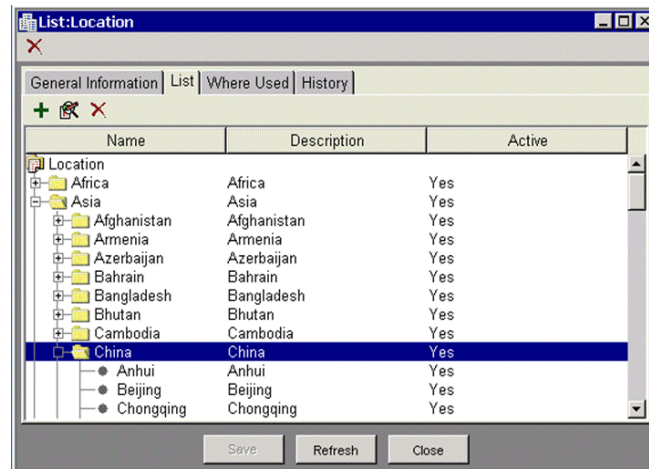 List:Location
General Information List Where Used History
Name Description Active
Location
Africa Africa Yes
Asia Asia Yes
Afghanistan Afghanistan Yes
Armenia Armenia Yes
Azerbaijan Azerbaijan Yes
Bahrain Bahrain Yes
Bangladesh Bangladesh Yes
Bhutan Bhutan Yes
Cambodia Cambodia Yes
China China Yes
Anhui Anhui Yes
Beijing Beijing Yes
Chongqing Chongqing Yes
Save Refresh Close